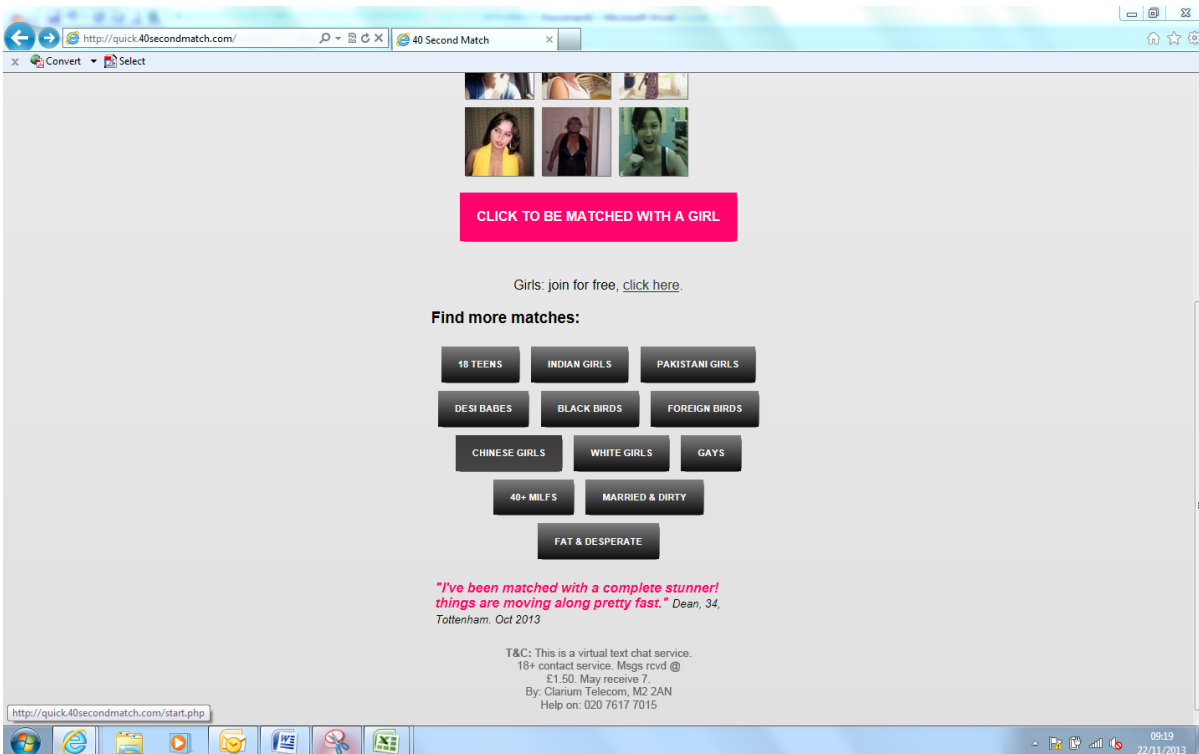 http://quick.40secondmatch.com/
40 Second Match
Convert
Select
CLICK TO BE MATCHED WITH A GIRL
Girls: join for free, click here.
Find more matches:
18 TEENS
INDIAN GIRLS
PAKISTANI GIRLS
DESI BABES
BLACK BIRDS
FOREIGN BIRDS
CHINESE GIRLS
WHITE GIRLS
GAYS
40+ MILFS
MARRIED & DIRTY
FAT & DESPERATE
"I've been matched with a complete stunner!
things are moving along pretty fast." Dean, 34,
Tottenham. Oct 2013
T&C: This is a virtual text chat service.
18+ contact service. Msgs rcvd @
£1.50. May receive 7.
By: Clarium Telecom, M2 2AN
Help on: 020 7617 7015
http://quick.40secondmatch.com/start.php
09:19
22/11/2013